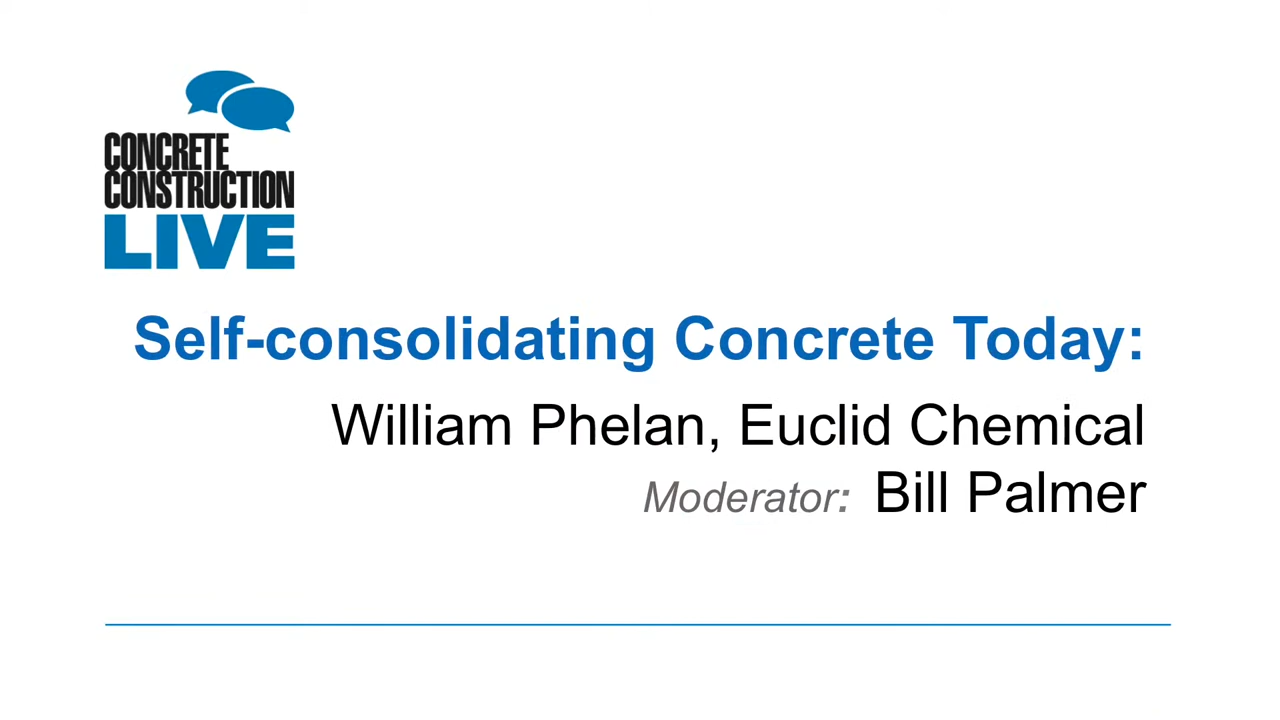 CONCRETE
CONSTRUCTION
LIVE
Self-consolidating Concrete Today:
William Phelan, Euclid Chemical
Moderator: Bill Palmer